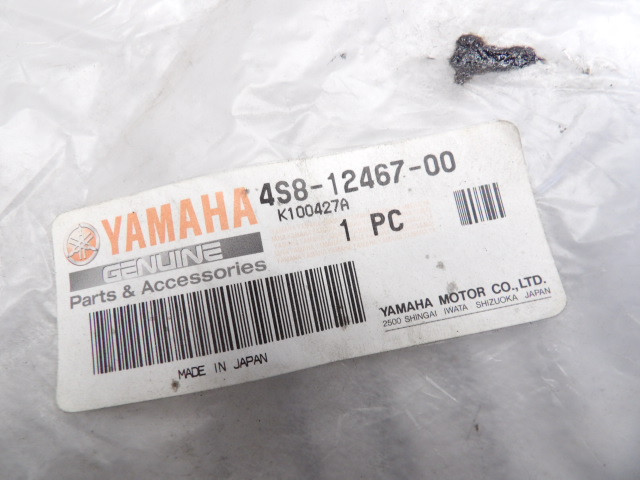 YAMAHA 4S8-12467-00
K100427A
1 PC
GENUINE
Parts & Accessories
MADE IN JAPAN
YAMAHA MOTOR CO.,LTD.
2500 SHINGAI IWATA SHIZUOKA JAPAN